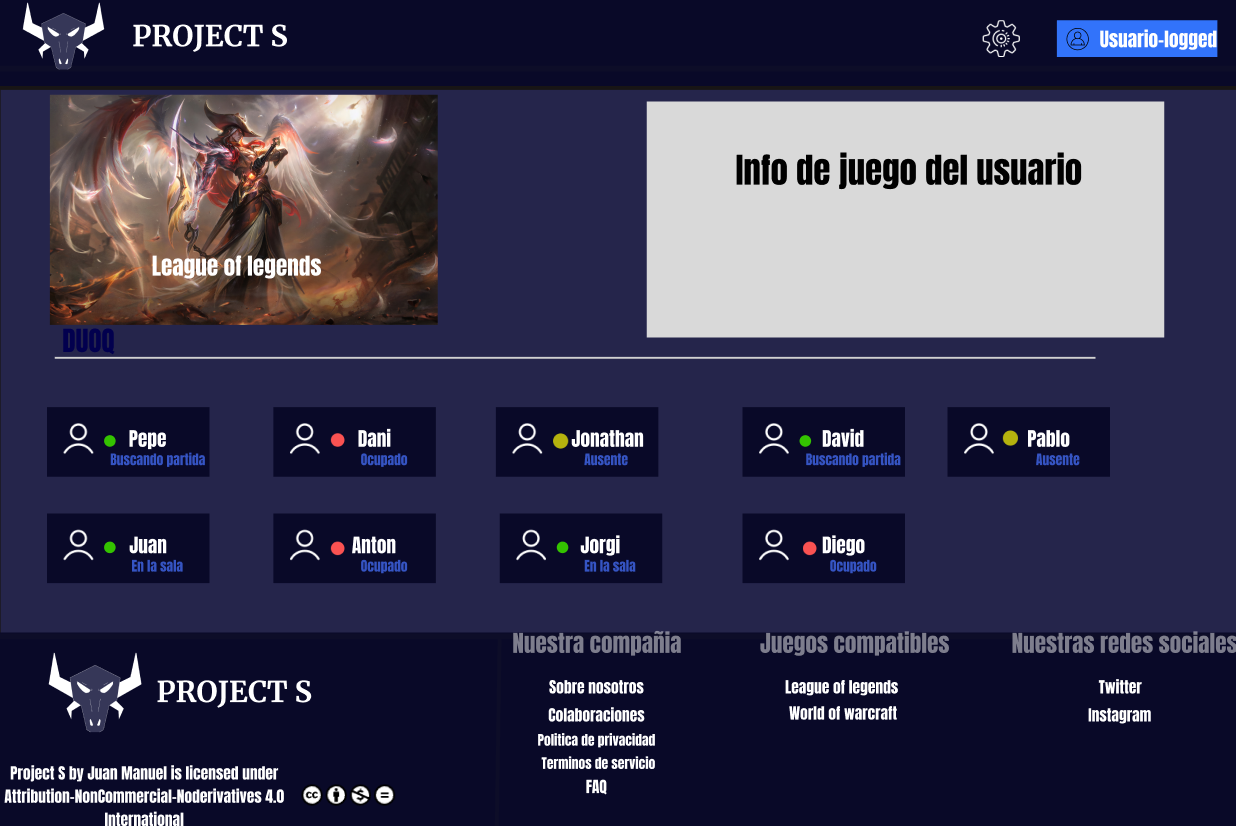 PROJECT S
Usuario-logged
League of legends
Info de juego del usuario
DUOQ
Pepe
Buscando partida
Dani
Ocupado
Jonathan
Ausente
David
Buscando partida
Pablo
Ausente
Juan
En la sala
Anton
Ocupado
Jorgi
En la sala
Diego
Ocupado
PROJECT S
Project S by Juan Manuel is licensed under
Attribution-NonCommercial-Noderivatives 4.0
International
cc
$
=
Nuestra compañia
Sobre nosotros
Colaboraciones
Politica de privacidad
Terminos de servicio
FAQ
Juegos compatibles
League of legends
World of warcraft
Nuestras redes sociales
Twitter
Instagram